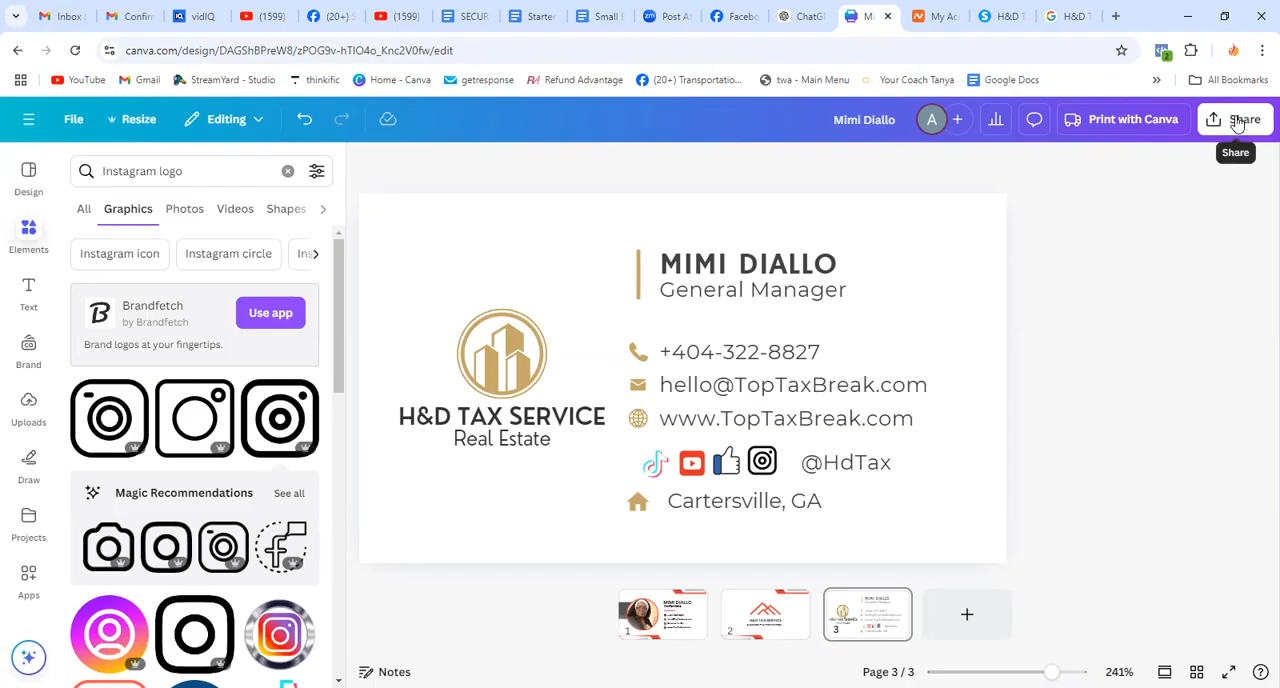 Inbox (
Confirm
vidIQ
(1599)
(20+) S
(1599)
SECUR
Starter
Small B
Post At
Facebo
ChatG
Mi
My Ac
H&D T
H&D T
canva.com/design/DAGShBPreW8/zPOG9v-hTIO4o_Knc2V0fw/edit
2
YouTube
Gmail
StreamYard - Studio
thinkific
Home - Canva
getresponse
Refund Advantage
(20+) Transportatio...
twa - Main Menu
Your Coach Tanya
Google Docs
All Bookmarks
File
Resize
Editing
Mimi Diallo
A
Print with Canva
Share
Share
Design
Elements
Text
Brand
Uploads
Draw
Projects
Apps
Instagram logo
All
Graphics
Photos
Videos
Shapes
Instagram icon
Instagram circle
Ins
Brandfetch
by Brandfetch
Use app
Brand logos at your fingertips.
Magic Recommendations
See all
H&D TAX SERVICE
Real Estate
MIMI DIALLO
General Manager
+404-322-8827
hello@TopTaxBreak.com
www.TopTaxBreak.com
@HdTax
Cartersville, GA
MIMI DIALLO
1
H&D TAX SERVICE
2
3
Notes
Page 3 / 3
241%